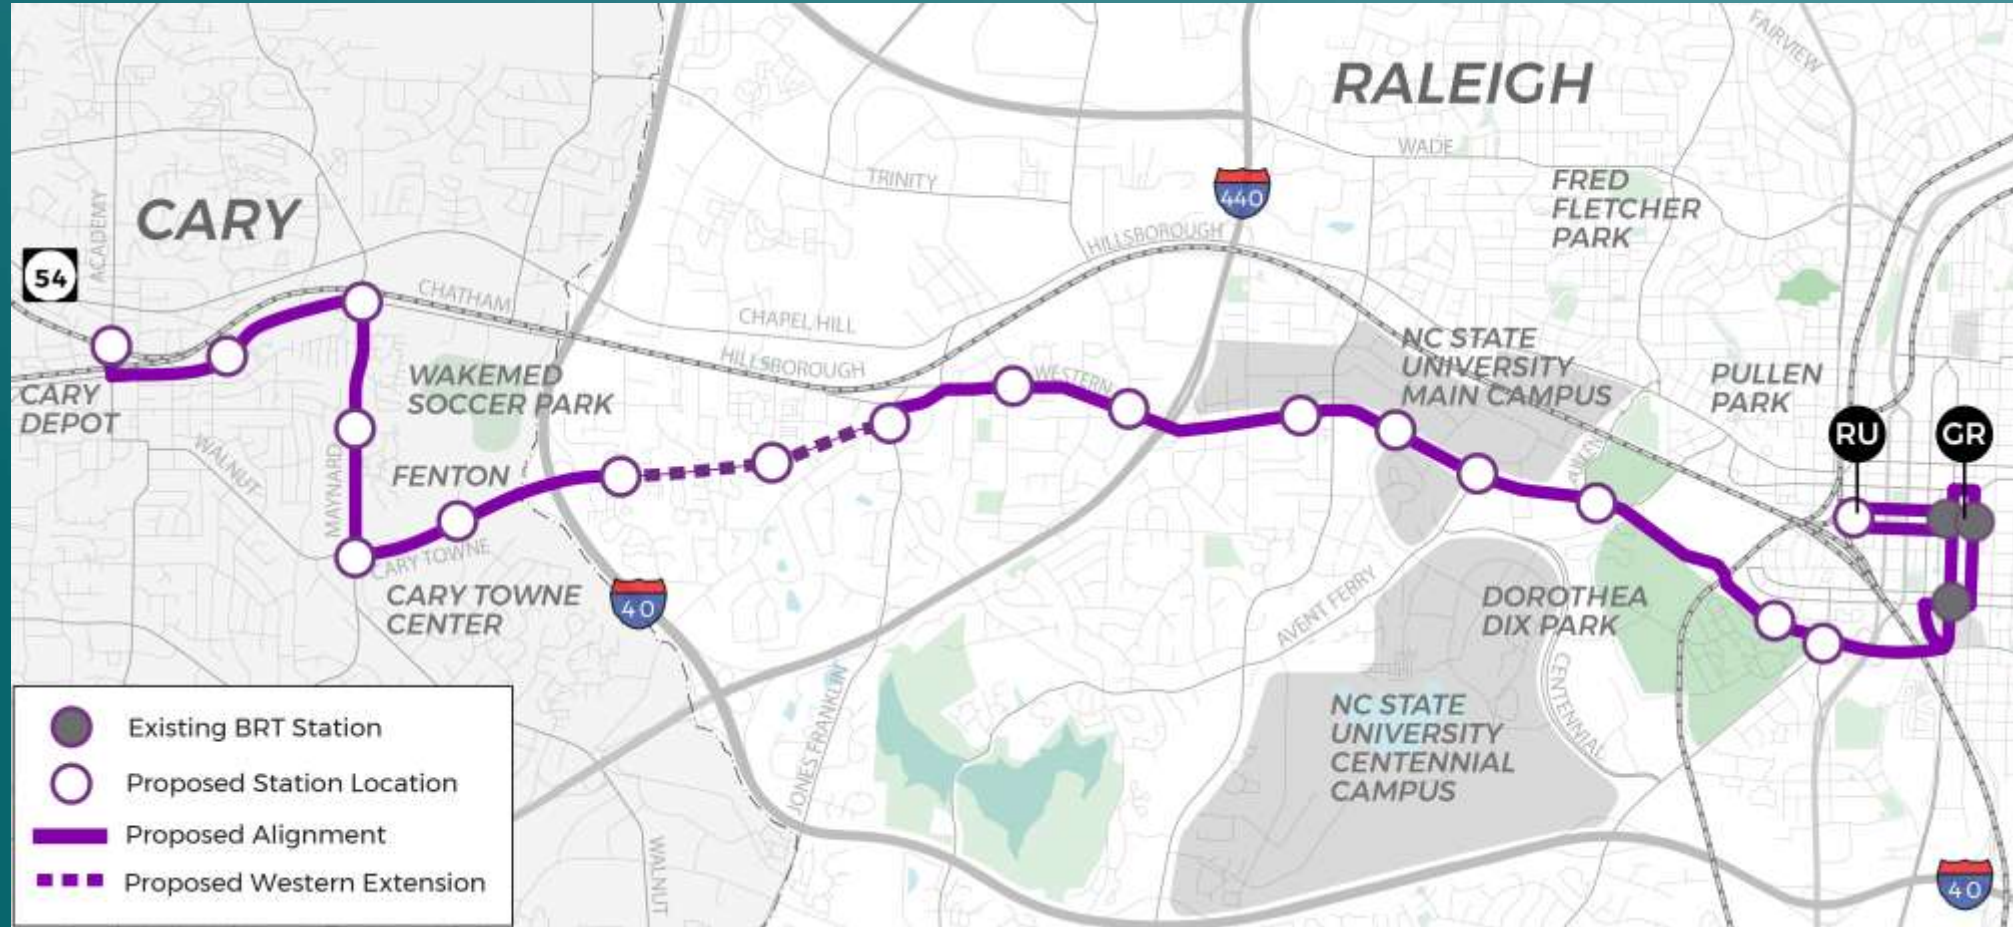 RALEIGH
FAIRVIEW
WADE
TRINITY
440
FRED
FLETCHER
PARK
ACADEMY
CARY
54
HILLSBOROUGH
CHATHAM
CHAPEL HILL
HILLSBOROUGH
WESTERN
NC STATE
UNIVERSITY
MAIN CAMPUS
PULLEN
PARK
CARY
DEPOT
WAKEMED
SOCCER PARK
WALNUT
MAYNARD
FENTON
RU
GR
CARY TOWNE
CARY TOWNE
CENTER
40
AVENT FERRY
DOROTHEA
DIX PARK
CENTENNIAL
JONES FRANKLIN
NC STATE
UNIVERSITY
CENTENNIAL
CAMPUS
WALNUT
40
Existing BRT Station
Proposed Station Location
Proposed Alignment
Proposed Western Extension